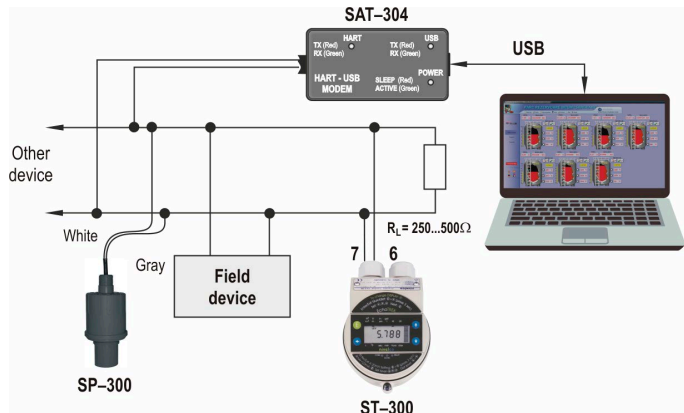 SAT–304
HART
TX (Red)
RX (Green)
USB
TX (Red)
RX (Green)
HART - USB
MODEM
POWER
SLEEP (Red)
ACTIVE (Green)
USB
Other
device
White
Gray
Field
device
RL = 250...500Ω
7 6
5.788
SP–300
ST–300